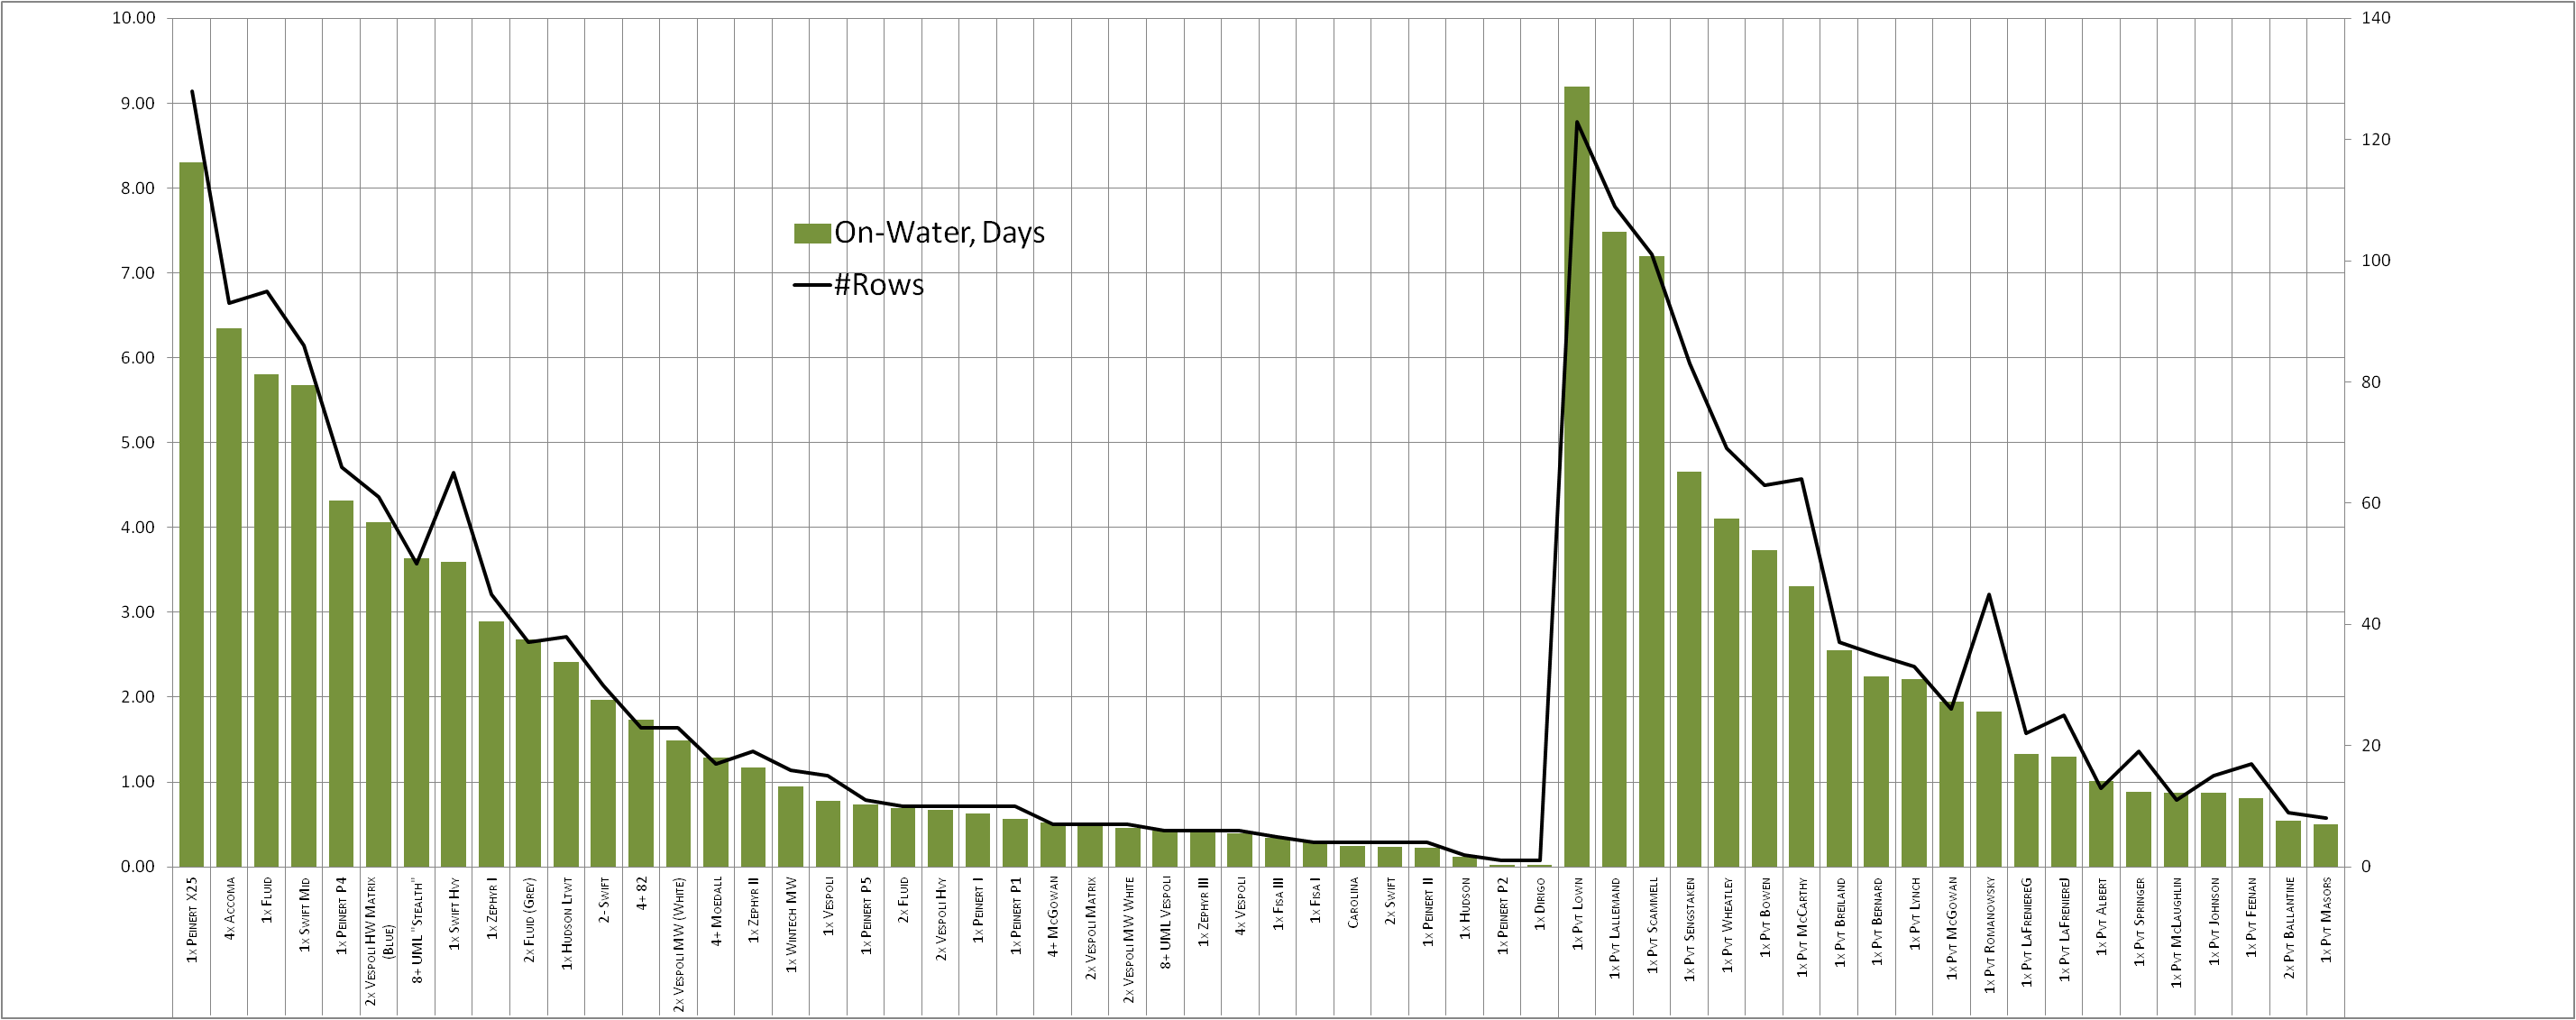 10.00
9.00
8.00
7.00
6.00
5.00
4.00
3.00
2.00
1.00
0.00
140
120
100
80
60
40
20
0
On-Water, Days
#Rows
1x Peinert X25
4x Accoma
1x Fluid
1x Swift Mid
1x Peinert P4
2x Vespoli HW Matrix
(Blue)
8+ UML "Stealth"
1x Swift Hvy
1x Zephyr I
2x Fluid (Grey)
1x Hudson Ltwt
2- Swift
4+ 82
2x Vespoli MW (White)
4+ Moedall
1x Zephyr II
1x Wintech MW
1x Vespoli
1x Peinert P5
2x Fluid
2x Vespoli Hvy
1x Peinert I
1x Peinert P1
4+ McGowan
2x Vespoli Matrix
2x Vespoli MW White
8+ UML Vespoli
1x Zephyr III
4x Vespoli
1x Fisa III
1x Fisa I
Carolina
2x Swift
1x Peinert II
1x Hudson
1x Peinert P2
1x Dirigo
1x Pvt Lown
1x Pvt Lallemand
1x Pvt Scammell
1x Pvt Sengstaken
1x Pvt Wheatley
1x Pvt Bowen
1x Pvt McCarthy
1x Pvt Breiland
1x Pvt Bernard
1x Pvt Lynch
1x Pvt McGowan
1x Pvt Romanowsky
1x Pvt LaFreniereG
1x Pvt LaFreniereJ
1x Pvt Albert
1x Pvt Springer
1x Pvt McLaughlin
1x Pvt Johnson
1x Pvt Feenan
2x Pvt Ballantine
1x Pvt Masors